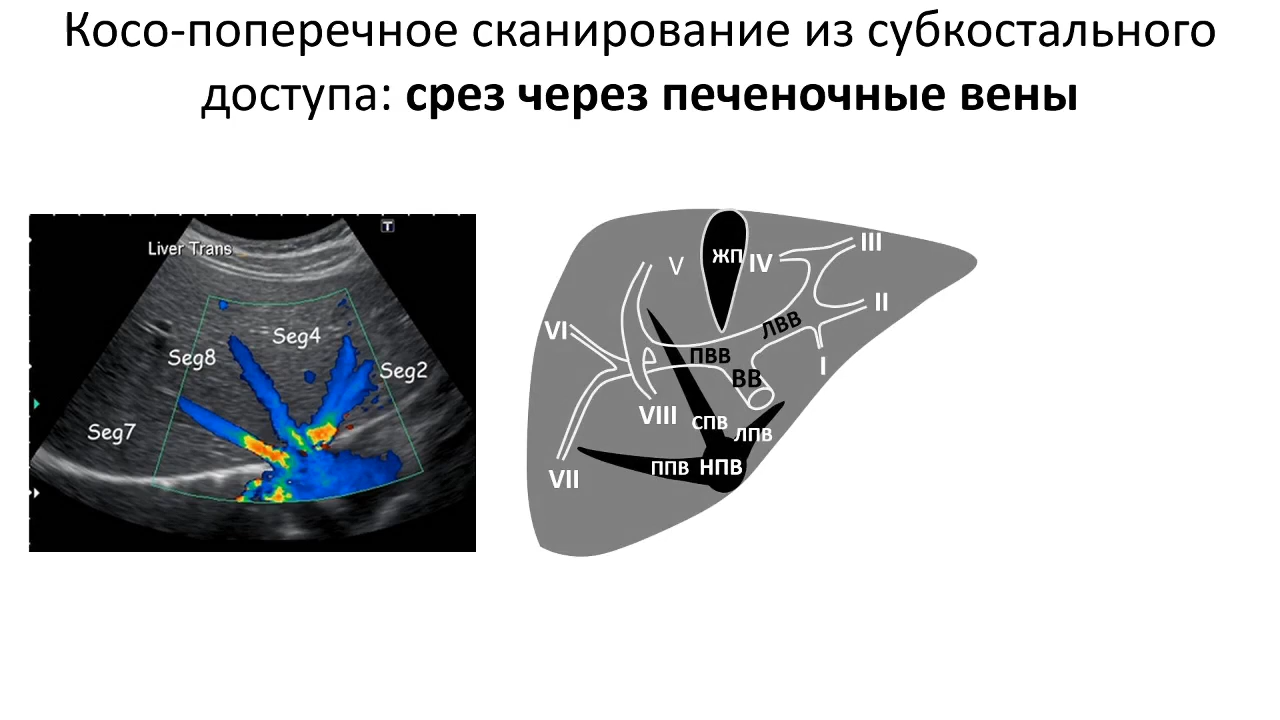 Косо-поперечное сканирование из субкостального
доступа: срез через печеночные вены
T
Liver Trans
Seg4
Seg8
Seg2
Seg7
III
V
ЖП
IV
II
VI
ЛВВ
ПВВ
I
ВВ
VIII
СПВ
ЛПВ
ППВ
НПВ
VII